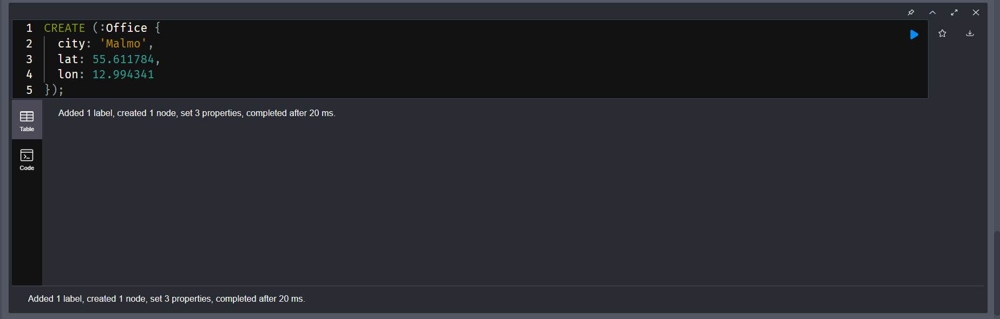 1 CREATE (:Office {
2   city: 'Malmo',
3   lat: 55.611784,
4   lon: 12.994341
5 });
Added 1 label, created 1 node, set 3 properties, completed after 20 ms.
Table
Code
Added 1 label, created 1 node, set 3 properties, completed after 20 ms.